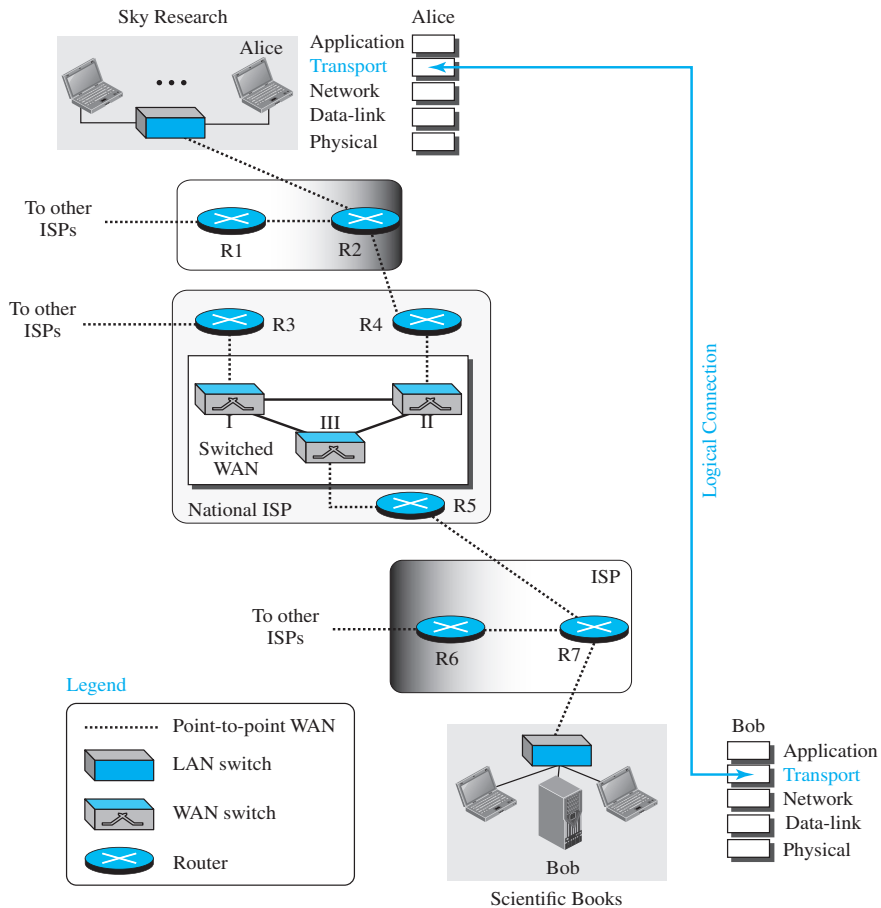 Sky Research
Alice
Alice
Application
Transport
Network
Data-link
Physical
To other
ISPs
R1
R2
To other
ISPs
R3
R4
I
III
II
Switched
WAN
National ISP
R5
Logical Connection
ISP
To other
ISPs
R6
R7
Legend
Point-to-point WAN
LAN switch
WAN switch
Router
Bob
Scientific Books
Bob
Application
Transport
Network
Data-link
Physical